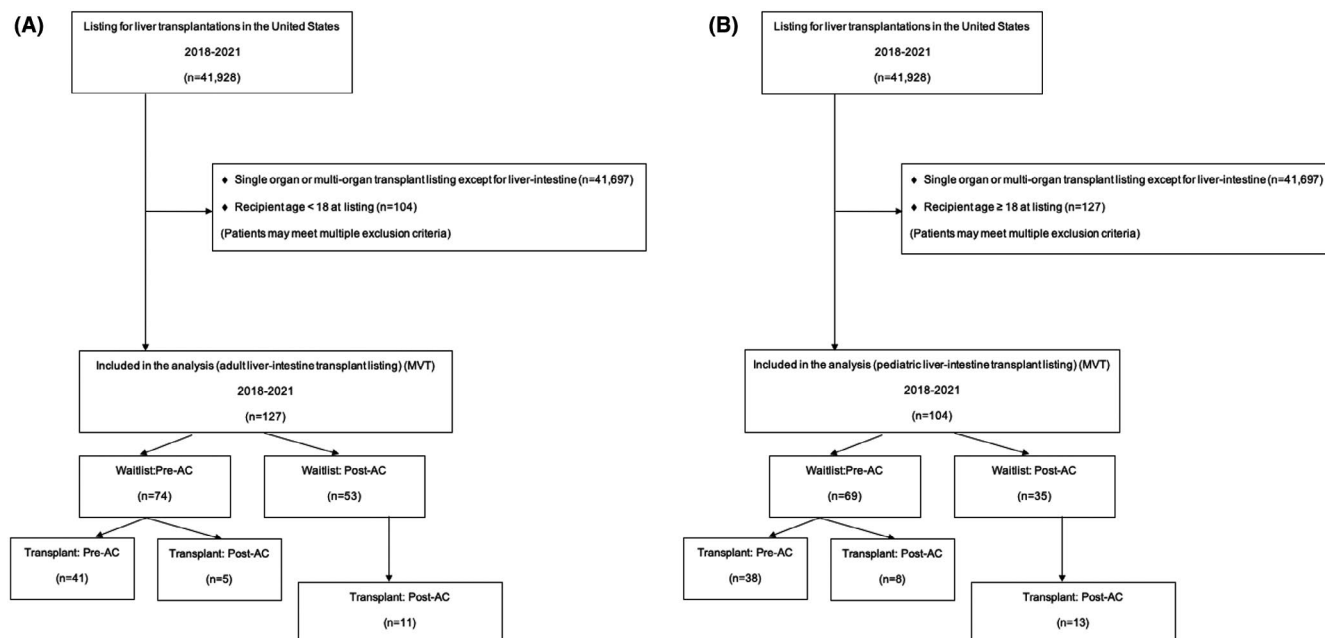 (A)
Listing for liver transplantations in the United States
2018-2021
(n=41,928)
♦ Single organ or multi-organ transplant listing except for liver-intestine (n=41,697)
♦ Recipient age < 18 at listing (n=104)
(Patients may meet multiple exclusion criteria)
Included in the analysis (adult liver-intestine transplant listing) (MVT)
2018-2021
(n=127)
Waitlist:Pre-AC
(n=74)
Waitlist: Post-AC
(n=53)
Transplant: Pre-AC
(n=41)
Transplant: Post-AC
(n=5)
Transplant: Post-AC
(n=11)
(B)
Listing for liver transplantations in the United States
2018-2021
(n=41,928)
♦ Single organ or multi-organ transplant listing except for liver-intestine (n=41,697)
♦ Recipient age ≥ 18 at listing (n=127)
(Patients may meet multiple exclusion criteria)
Included in the analysis (pediatric liver-intestine transplant listing) (MVT)
2018-2021
(n=104)
Waitlist:Pre-AC
(n=69)
Waitlist: Post-AC
(n=35)
Transplant: Pre-AC
(n=38)
Transplant: Post-AC
(n=8)
Transplant: Post-AC
(n=13)